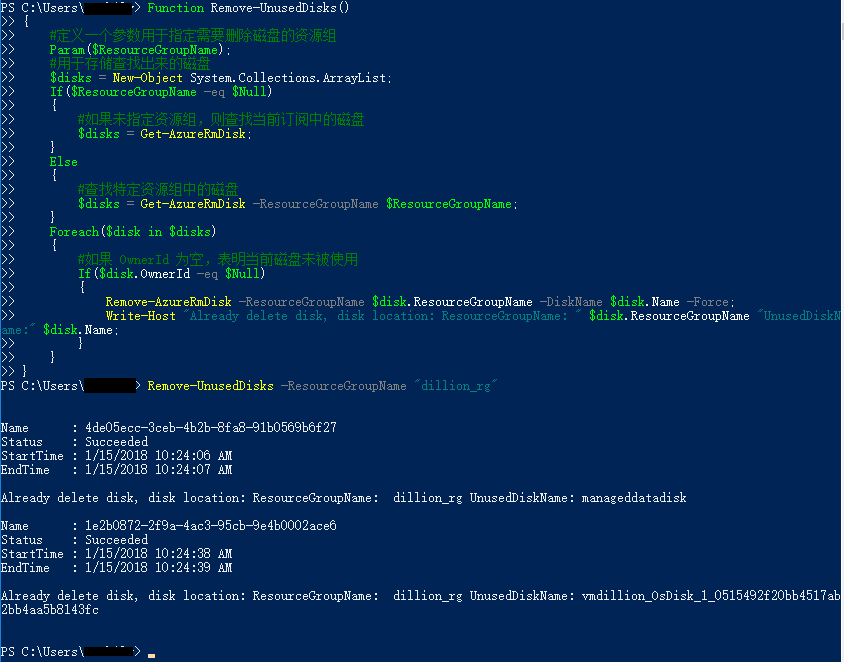 PS C:\Users\> Function Remove-UnusedDisks()
>> {
>> #定义一个参数用于指定需要删除磁盘的资源组
>> Param($ResourceGroupName);
>> #用于存储查找出来的磁盘
>> $disks = New-Object System.Collections.ArrayList;
>> If($ResourceGroupName -eq $Null)
>> {
>> #如果未指定资源组，则查找当前订阅中的磁盘
>> $disks = Get-AzureRmDisk;
>> }
>> Else
>> {
>> #查找特定资源组中的磁盘
>> $disks = Get-AzureRmDisk -ResourceGroupName $ResourceGroupName;
>> }
>> Foreach($disk in $disks)
>> {
>> #如果 OwnerId 为空，表明当前磁盘未被使用
>> If($disk.OwnerId -eq $Null)
>> {
>> Remove-AzureRmDisk -ResourceGroupName $disk.ResourceGroupName -DiskName $disk.Name -Force;
>> Write-Host "Already delete disk, disk location: ResourceGroupName: " $disk.ResourceGroupName "UnusedDiskN
ame:" $disk.Name;
>> }
>> }
>> }
PS C:\Users\> Remove-UnusedDisks -ResourceGroupName "dillion_rg"
Name : 4de05ecc-3ceb-4b2b-8fa8-91b0569b6f27
Status : Succeeded
StartTime : 1/15/2018 10:24:06 AM
EndTime : 1/15/2018 10:24:07 AM
Already delete disk, disk location: ResourceGroupName:  dillion_rg UnusedDiskName: manageddatadisk
Name : 1e2b0872-2f9a-4ac3-95cb-9e4b0002ace6
Status : Succeeded
StartTime : 1/15/2018 10:24:38 AM
EndTime : 1/15/2018 10:24:39 AM
Already delete disk, disk location: ResourceGroupName:  dillion_rg UnusedDiskName: vmdillion_OsDisk_1_0515492f20bb4517ab
2bb4aa5b8143fc
PS C:\Users\>